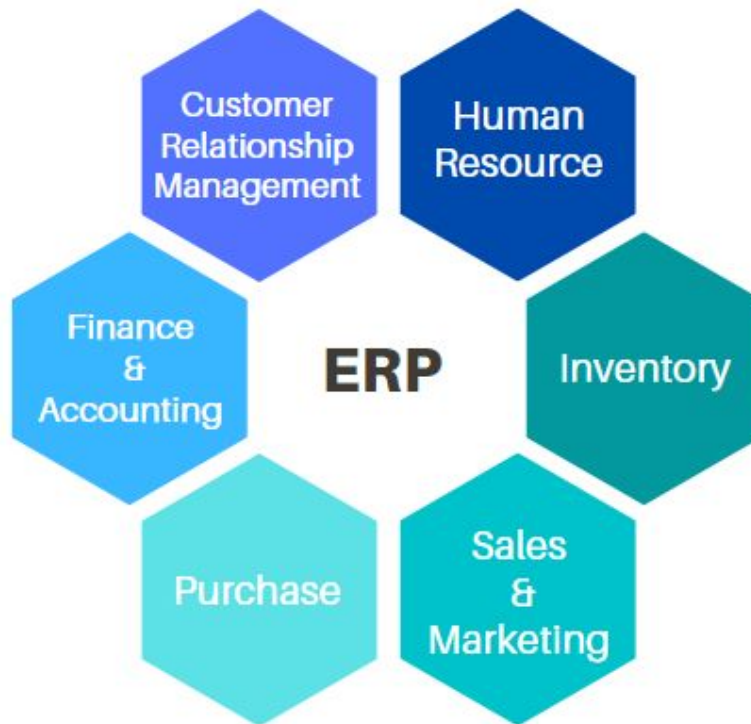 Customer
Relationship
Management
Human
Resource
Finance
&
Accounting
ERP
Inventory
Purchase
Sales
&
Marketing